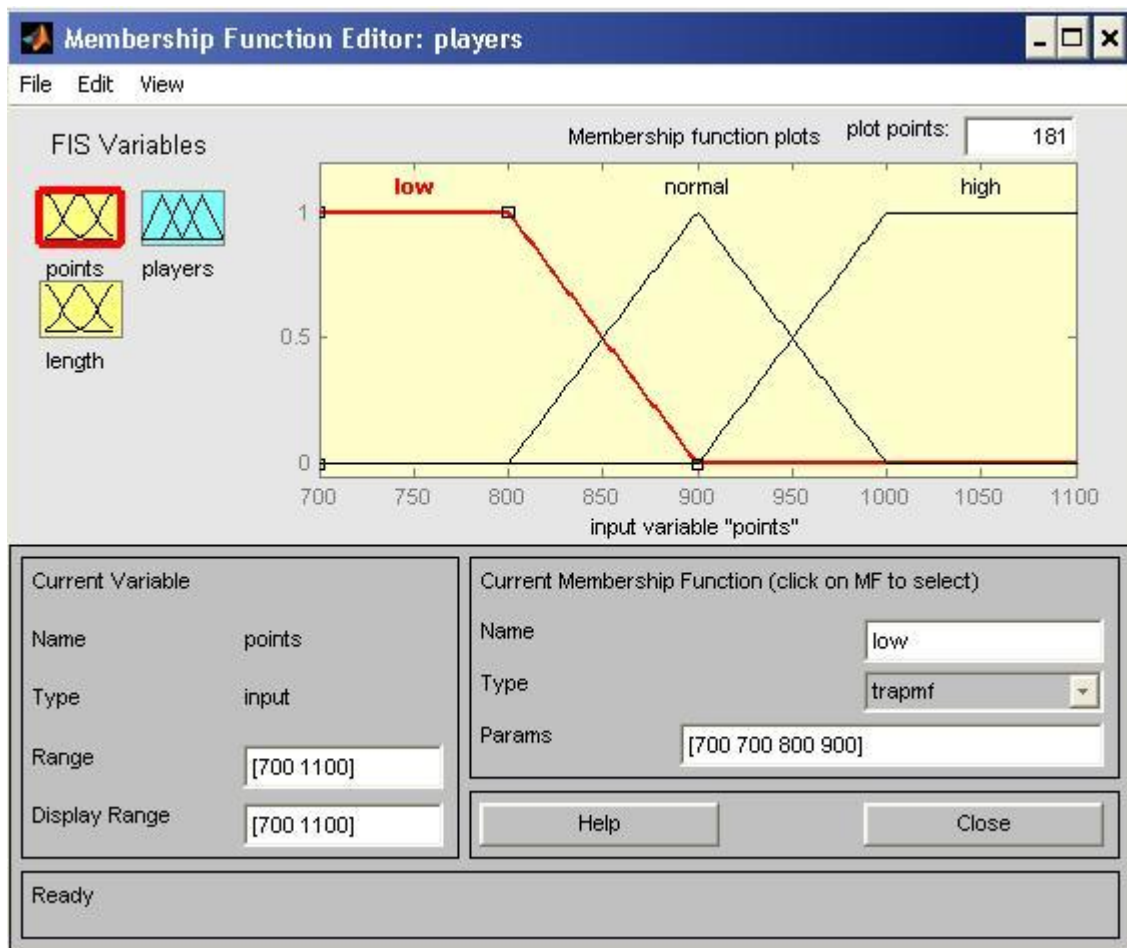 Membership Function Editor: players
File Edit View
FIS Variables
Membership function plots
plot points:
181
points
players
length
low
normal
high
1
0.5
0
700 750 800 850 900 950 1000 1050 1100
input variable "points"
Current Variable
Name points
Type input
Range [700 1100]
Display Range [700 1100]
Current Membership Function (click on MF to select)
Name low
Type trapmf
Params [700 700 800 900]
Help
Close
Ready